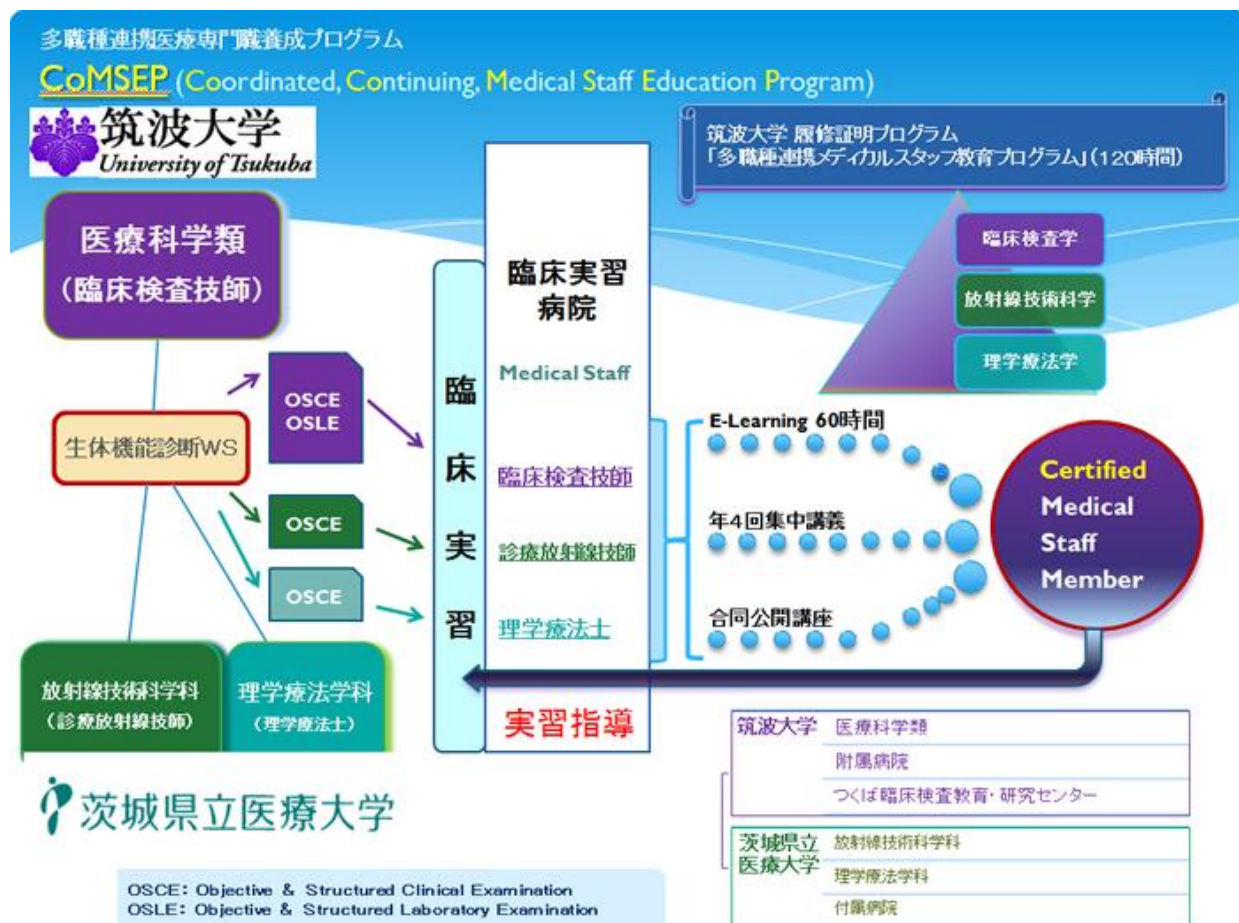 多職種連携医療専門職養成プログラム
CoMSEP (Coordinated, Continuing, Medical Staff Education Program)
筑波大学
University of Tsukuba
筑波大学 履修証明プログラム
「多職種連携メディカルスタッフ教育プログラム」(120時間)
医療科学類
(臨床検査技師)
臨床検査学
放射線技術科学
理学療法学
生体機能診断WS
OSCE
OSLE
OSCE
OSCE
臨床実習
臨床実習
病院
Medical Staff
臨床検査技師
診療放射線技師
理学療法士
実習指導
E-Learning 60時間
年4回集中講義
合同公開講座
Certified
Medical
Staff
Member
放射線技術科学科
(診療放射線技師)
理学療法学科
(理学療法士)
茨城県立医療大学
筑波大学
医療科学類
附属病院
つくば臨床検査教育・研究センター
茨城県立
医療大学
放射線技術科学科
理学療法学科
付属病院
OSCE: Objective & Structured Clinical Examination
OSLE: Objective & Structured Laboratory Examination